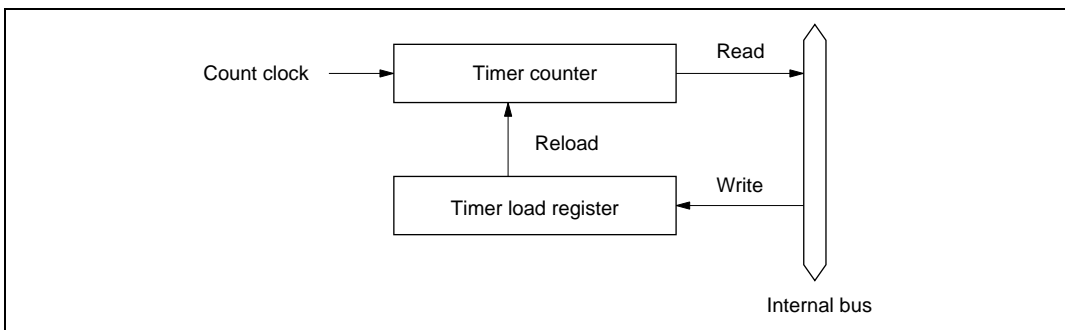 Read
Count clock
Timer counter
Reload
Write
Timer load register
Internal bus